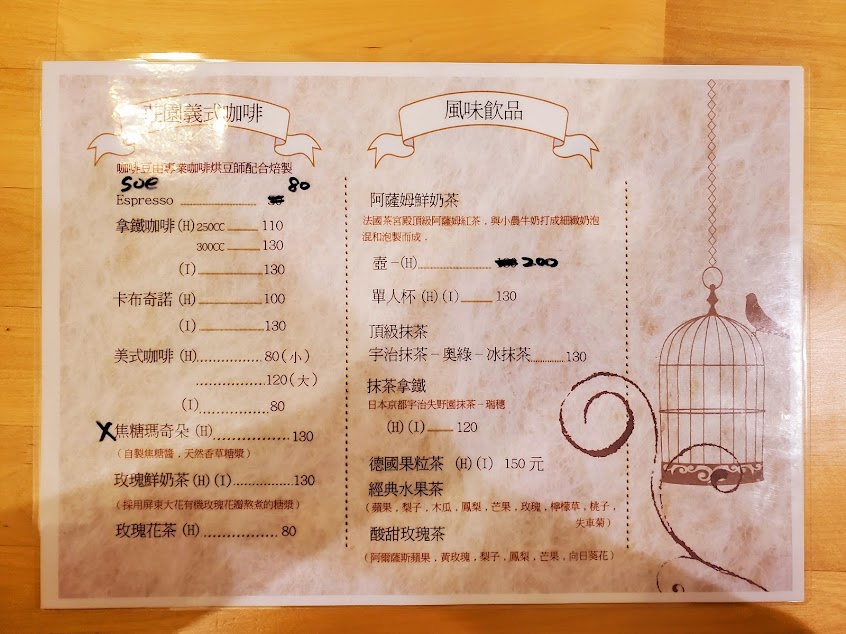 花園義式咖啡
咖啡豆由專業咖啡烘豆師配合焙製
Soe
Espresso 80
拿鐵咖啡(H) 250CC 110
300CC 130
(I) 130
卡布奇諾 (H) 100
(I) 130
美式咖啡 (H) 80(小)
120(大)
(I) 80
X焦糖瑪奇朵 (H) 130
(自製焦糖醬,天然香草糖漿)
玫瑰鮮奶茶(H)(I) 130
(採用屏東大花有機玫瑰花瓣熬煮的糖漿)
玫瑰花茶 (H) 80
風味飲品
阿薩姆鮮奶茶
法國茶宮殿頂級阿薩姆紅茶,與小農牛奶打成細緻奶泡
混和泡製而成.
壺-(H) 200
單人杯 (H)(I) 130
頂級抹茶
宇治抹茶-奧綠-冰抹茶 130
抹茶拿鐵
日本京都宇治矢野園抹茶-瑞穗
(H)(I) 120
德國果粒茶 (H)(I) 150元
經典水果茶
(蘋果,梨子,木瓜,鳳梨,芒果,玫瑰,檸檬草,桃子,
矢車菊)
酸甜玫瑰茶
(阿爾薩斯蘋果,黃玫瑰,梨子,鳳梨,芒果,向日葵花)